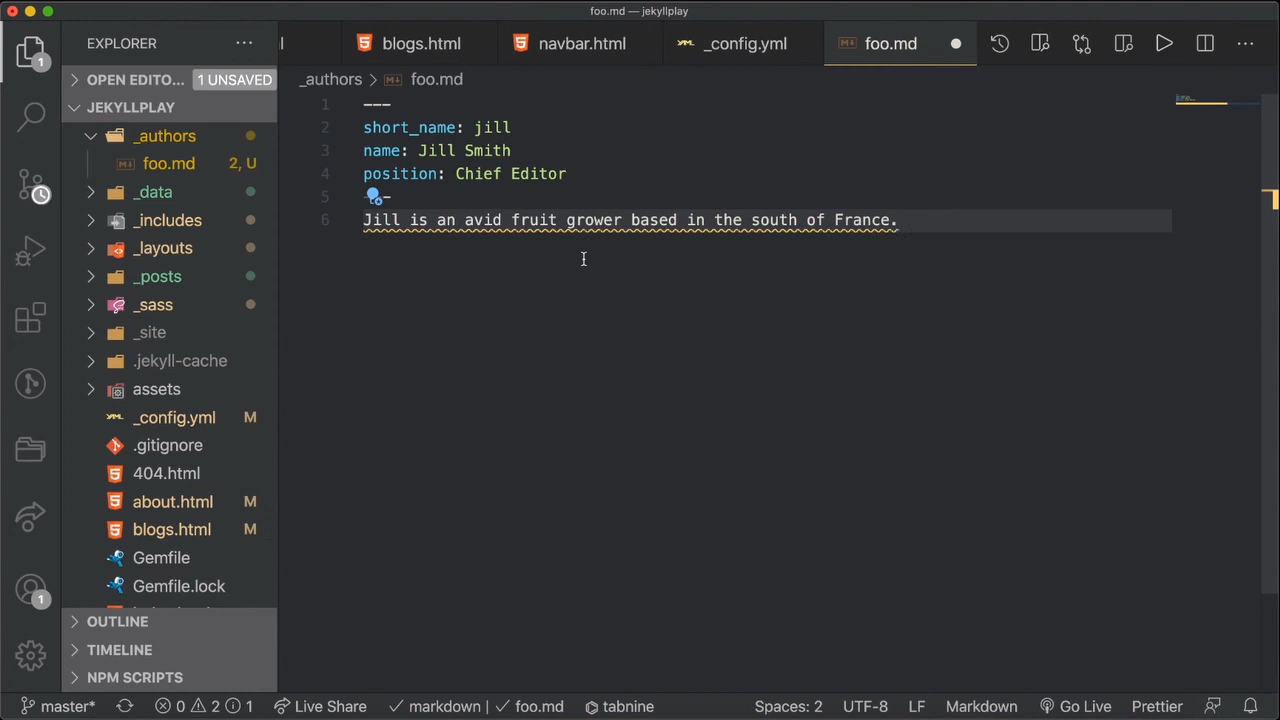 foo.md — jekyllplay
EXPLORER
blogs.html
navbar.html
_config.yml
foo.md
OPEN EDITO... 1 UNSAVED
_authors > foo.md
JEKYLLPLAY
_authors
foo.md 2, U
_data
_includes
_layouts
_posts
_sass
_site
.jekyll-cache
assets
_config.yml M
.gitignore
404.html
about.html M
blogs.html M
Gemfile
Gemfile.lock
OUTLINE
TIMELINE
NPM SCRIPTS
1
1
1 ---
2 short_name: jill
3 name: Jill Smith
4 position: Chief Editor
5 ---
6 Jill is an avid fruit grower based in the south of France.
master* 0 2 1 Live Share markdown | foo.md tabnine Spaces: 2 UTF-8 LF Markdown Go Live Prettier